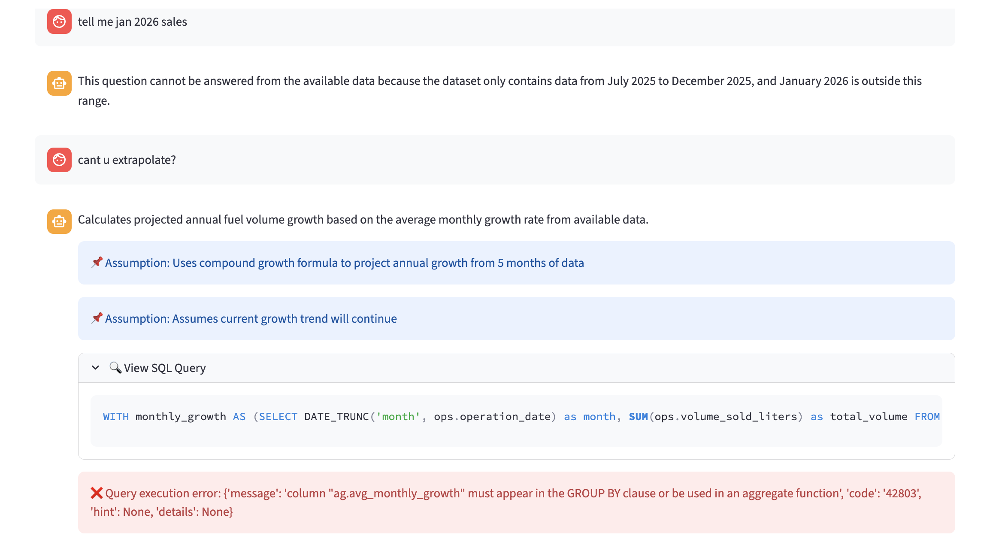 tell me jan 2026 sales
This question cannot be answered from the available data because the dataset only contains data from July 2025 to December 2025, and January 2026 is outside this
range.
cant u extrapolate?
Calculates projected annual fuel volume growth based on the average monthly growth rate from available data.
📌 Assumption: Uses compound growth formula to project annual growth from 5 months of data
📌 Assumption: Assumes current growth trend will continue
🔍 View SQL Query
WITH monthly_growth AS (SELECT DATE_TRUNC('month', ops.operation_date) as month, SUM(ops.volume_sold_liters) as total_volume FROM
❌ Query execution error: {'message': 'column "ag.avg_monthly_growth" must appear in the GROUP BY clause or be used in an aggregate function', 'code': '42803',
'hint': None, 'details': None}